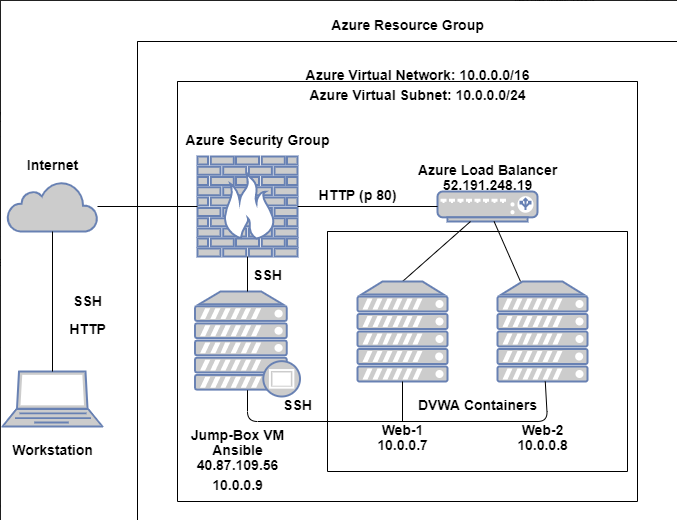 Azure Resource Group
Azure Virtual Network: 10.0.0.0/16
Azure Virtual Subnet: 10.0.0.0/24
Azure Security Group
Internet
Azure Load Balancer
52.191.248.19
HTTP (p 80)
SSH
SSH
HTTP
SSH
DVWA Containers
Workstation
Jump-Box VM
Ansible
40.87.109.56
10.0.0.9
Web-1
10.0.0.7
Web-2
10.0.0.8